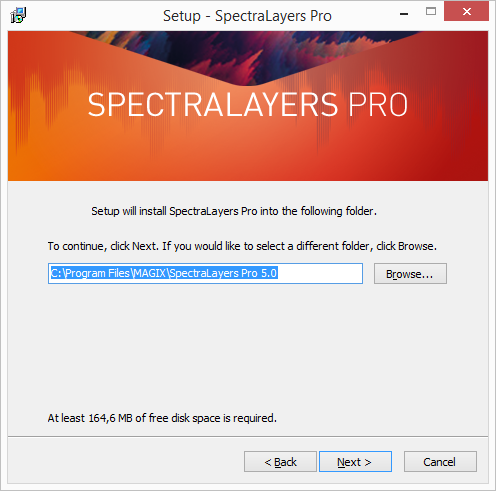 Setup - SpectraLayers Pro
SPECTRALAYERS PRO
Setup will install SpectraLayers Pro into the following folder.
To continue, click Next. If you would like to select a different folder, click Browse.
C:\Program Files\MAGIX\SpectraLayers Pro 5.0
Browse...
At least 164,6 MB of free disk space is required.
< Back
Next >
Cancel